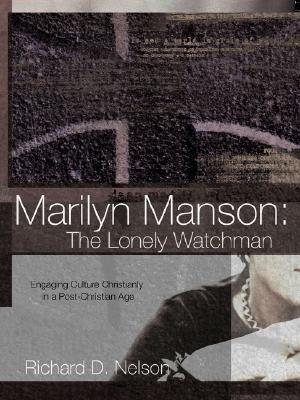 Marilyn Manson:
The Lonely Watchman
Engaging Culture Christianly
in a Post-Christian Age
Richard D. Nelson